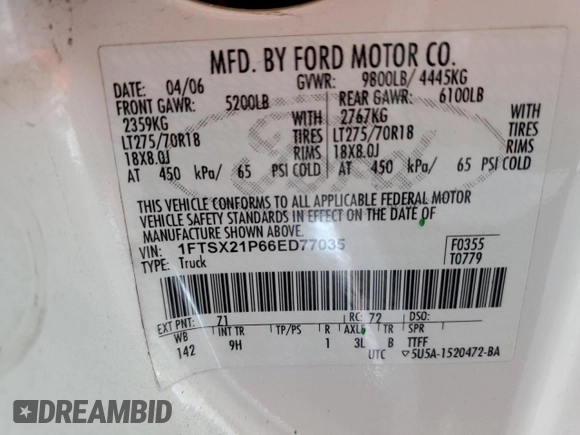 MFD. BY FORD MOTOR CO.
DATE: 04/06 GVWR: 9800LB/ 4445KG
FRONT GAWR: 5200LB REAR GAWR: 6100LB
2359KG WITH 2767KG WITH
LT275/70R18 TIRES LT275/70R18 TIRES
18X8.0J RIMS 18X8.0J RIMS
AT 450 kPa/ 65 PSI COLD AT 450 kPa/ 65 PSI COLD
THIS VEHICLE CONFORMS TO ALL APPLICABLE FEDERAL MOTOR
VEHICLE SAFETY STANDARDS IN EFFECT ON THE DATE OF
MANUFACTURE SHOWN ABOVE.
VIN: 1FTSX21P66ED77035 F0355
TYPE: Truck T0779
EXT PNT: Z1 RC: 72 DSO:
WB INT TR TP/PS R AXLE TR SPR
142 9H 1 3L B TTFF
UTC 5U5A-1520472-BA
DREAMBID